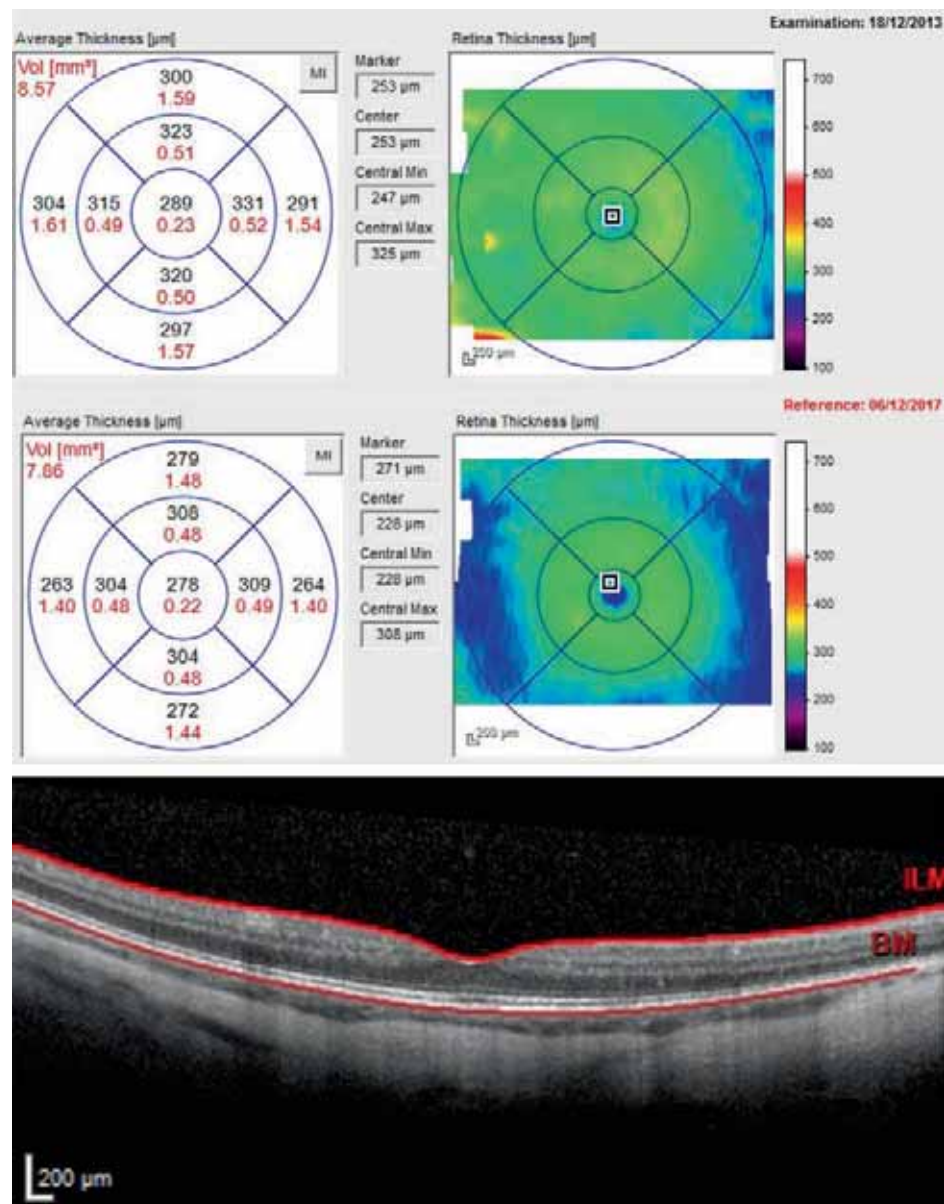 Examination: 18/12/2013
Average Thickness [µm]
Retina Thickness [µm]
Vol [mm³]
8.57
MI
300
1.59
323
0.51
304 315 289 331 291
1.61 0.49 0.23 0.52 1.54
320
0.50
297
1.57
Marker
253 µm
Center
253 µm
Central Min
247 µm
Central Max
325 µm
200 µm
700
600
500
400
300
200
100
Reference: 06/12/2017
Average Thickness [µm]
Retina Thickness [µm]
Vol [mm³]
7.86
MI
279
1.48
308
0.48
263 304 278 309 264
1.40 0.48 0.22 0.49 1.40
304
0.48
272
1.44
Marker
271 µm
Center
228 µm
Central Min
228 µm
Central Max
308 µm
200 µm
700
600
500
400
300
200
100
ILM
BM
200 µm